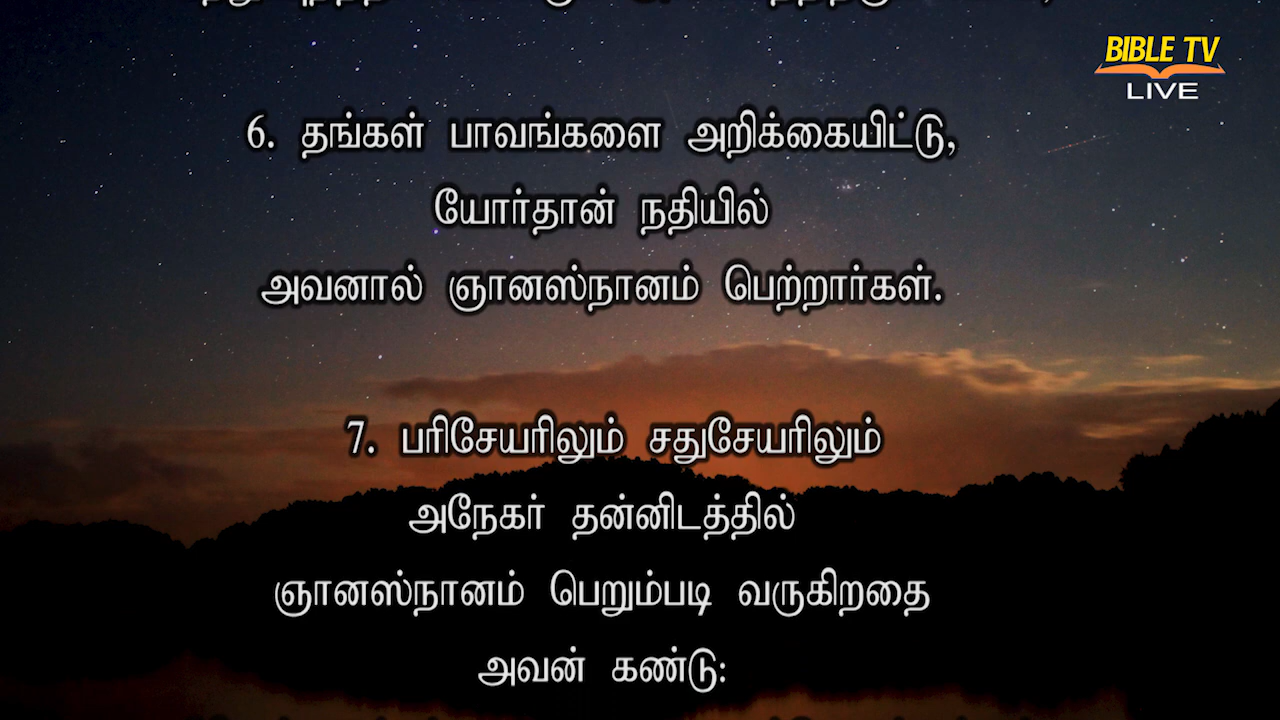 BIBLE TV
LIVE
6. தங்கள் பாவங்களை அறிக்கையிட்டு,
யோர்தான் நதியில்
அவனால் ஞானஸ்நானம் பெற்றார்கள்.
7. பரிசேயரிலும் சதுசேயரிலும்
அநேகர் தன்னிடத்தில்
ஞானஸ்நானம் பெறும்படி வருகிறதை
அவன் கண்டு: